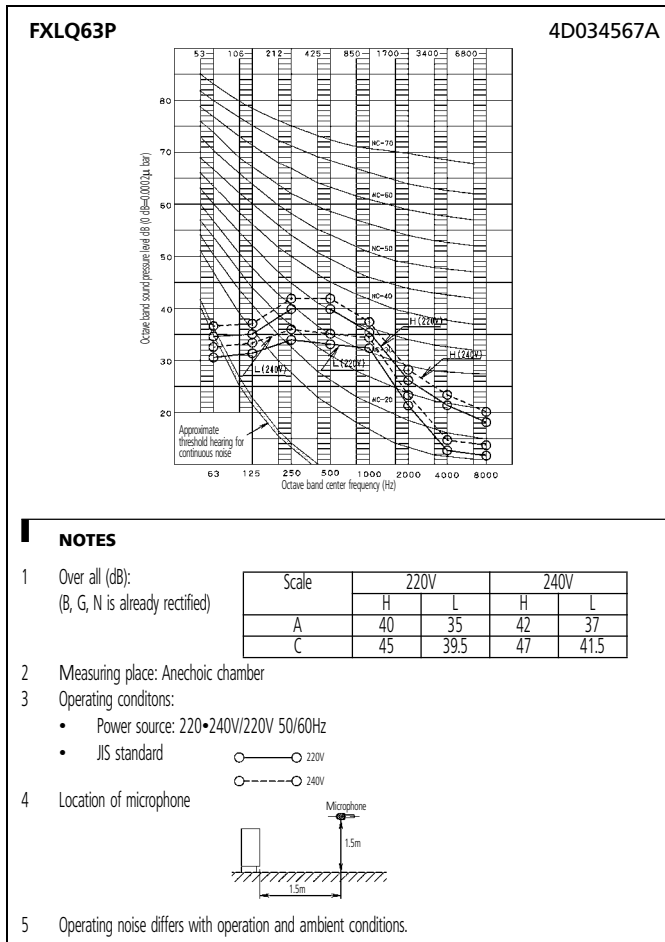 FXLQ63P 4D034567A
53 106 212 425 850 1700 3400 6800
Octave band sound pressure level dB (0 dB=0.0002μ bar)
80
70
60
50
40
30
20
NC-70
NC-60
NC-50
NC-40
NC-20
H(220V)
H(240V)
L(240V)
L(220V)
Approximate
threshold hearing for
continuous noise
63 125 250 500 1000 2000 4000 8000
Octave band center frequency (Hz)
NOTES
1 Over all (dB):
(B, G, N is already rectified)
Scale 220V 240V
H L H L
A 40 35 42 37
C 45 39.5 47 41.5
2 Measuring place: Anechoic chamber
3 Operating conditons:
• Power source: 220•240V/220V 50/60Hz
• JIS standard
220V
240V
4 Location of microphone
Microphone
1.5m
1.5m
5 Operating noise differs with operation and ambient conditions.